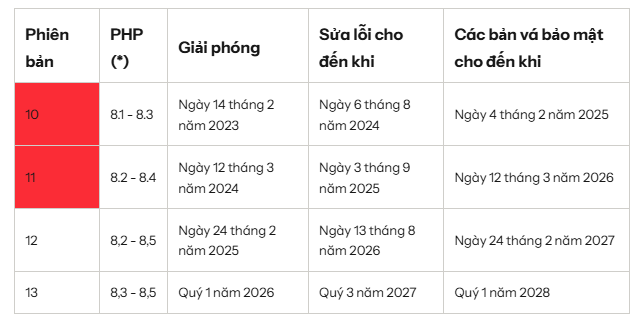 Phiên
bản
PHP
(*)
Giải phóng
Sửa lỗi cho
đến khi
Các bản vá bảo mật
cho đến khi
10
8.1 - 8.3
Ngày 14 tháng 2
năm 2023
Ngày 6 tháng 8
năm 2024
Ngày 4 tháng 2 năm 2025
11
8.2 - 8.4
Ngày 12 tháng 3
năm 2024
Ngày 3 tháng 9
năm 2025
Ngày 12 tháng 3 năm 2026
12
8,2 - 8,5
Ngày 24 tháng 2
năm 2025
Ngày 13 tháng 8
năm 2026
Ngày 24 tháng 2 năm 2027
13
8,3 - 8,5
Quý 1 năm 2026
Quý 3 năm 2027
Quý 1 năm 2028